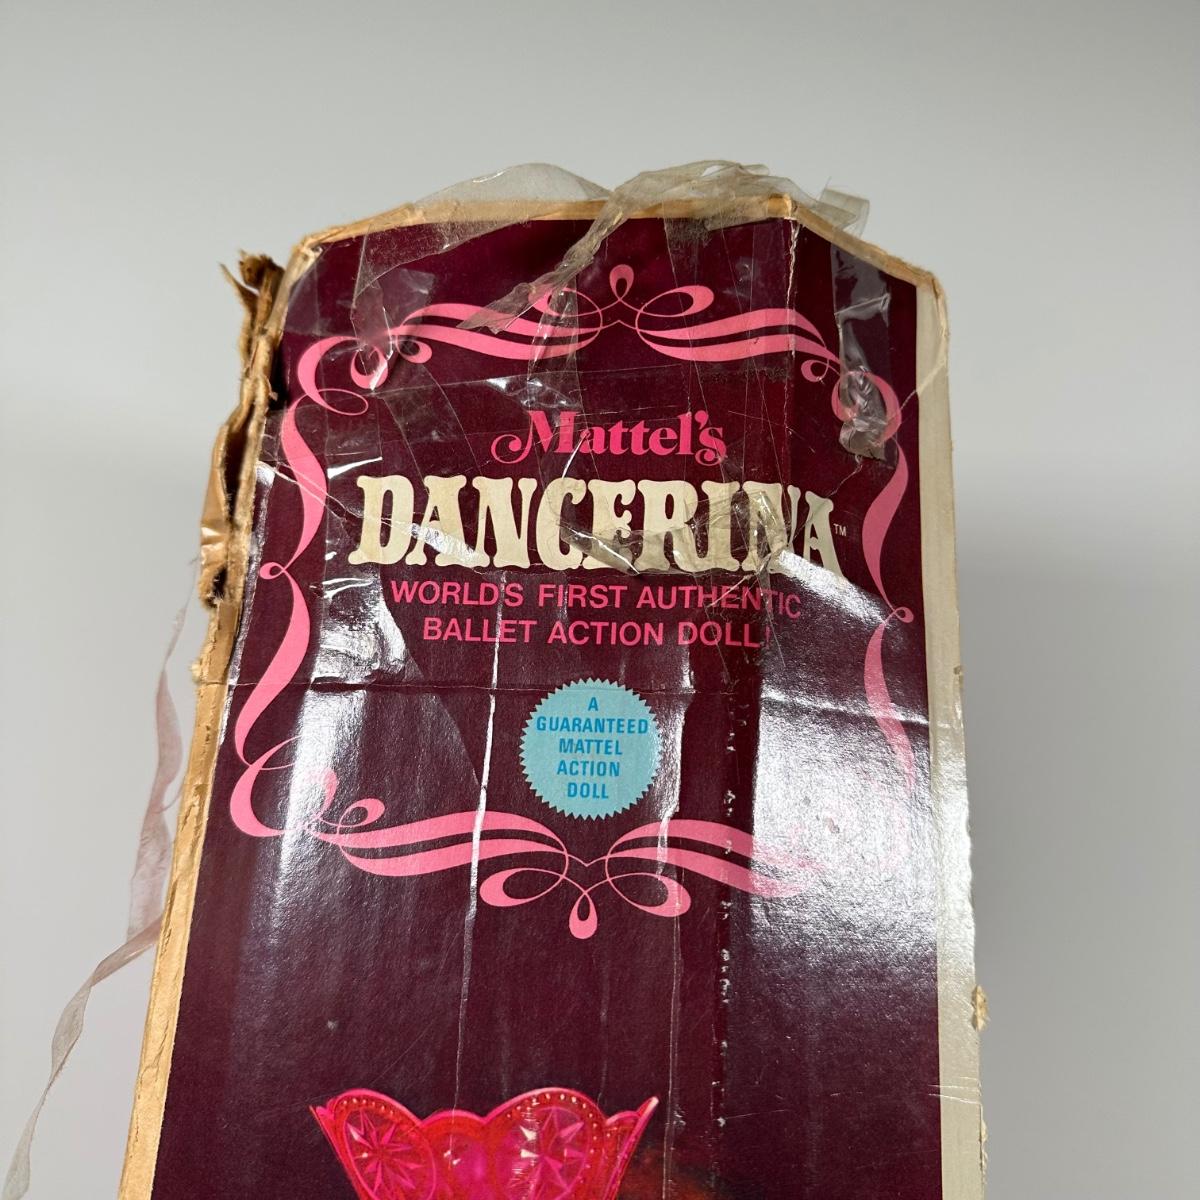 Mattel's
DANCERINA™
WORLD'S FIRST AUTHENTIC
BALLET ACTION DOLL!
A
GUARANTEED
MATTEL
ACTION
DOLL